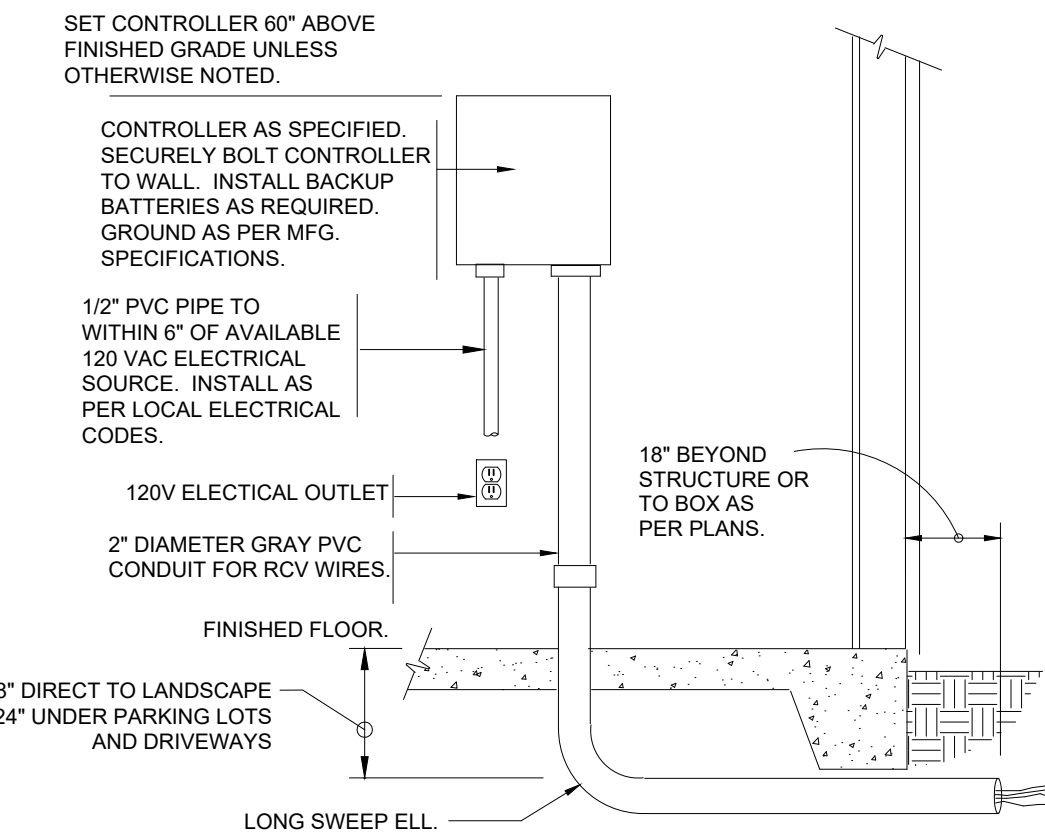 SET CONTROLLER 60" ABOVE
FINISHED GRADE UNLESS
OTHERWISE NOTED.
CONTROLLER AS SPECIFIED.
SECURELY BOLT CONTROLLER
TO WALL. INSTALL BACKUP
BATTERIES AS REQUIRED.
GROUND AS PER MFG.
SPECIFICATIONS.
1/2" PVC PIPE TO
WITHIN 6" OF AVAILABLE
120 VAC ELECTRICAL
SOURCE. INSTALL AS
PER LOCAL ELECTRICAL
CODES.
18" BEYOND
STRUCTURE OR
TO BOX AS
PER PLANS.
120V ELECTICAL OUTLET
2" DIAMETER GRAY PVC
CONDUIT FOR RCV WIRES.
FINISHED FLOOR.
DIRECT TO LANDSCAPE
24" UNDER PARKING LOTS
AND DRIVEWAYS
LONG SWEEP ELL.